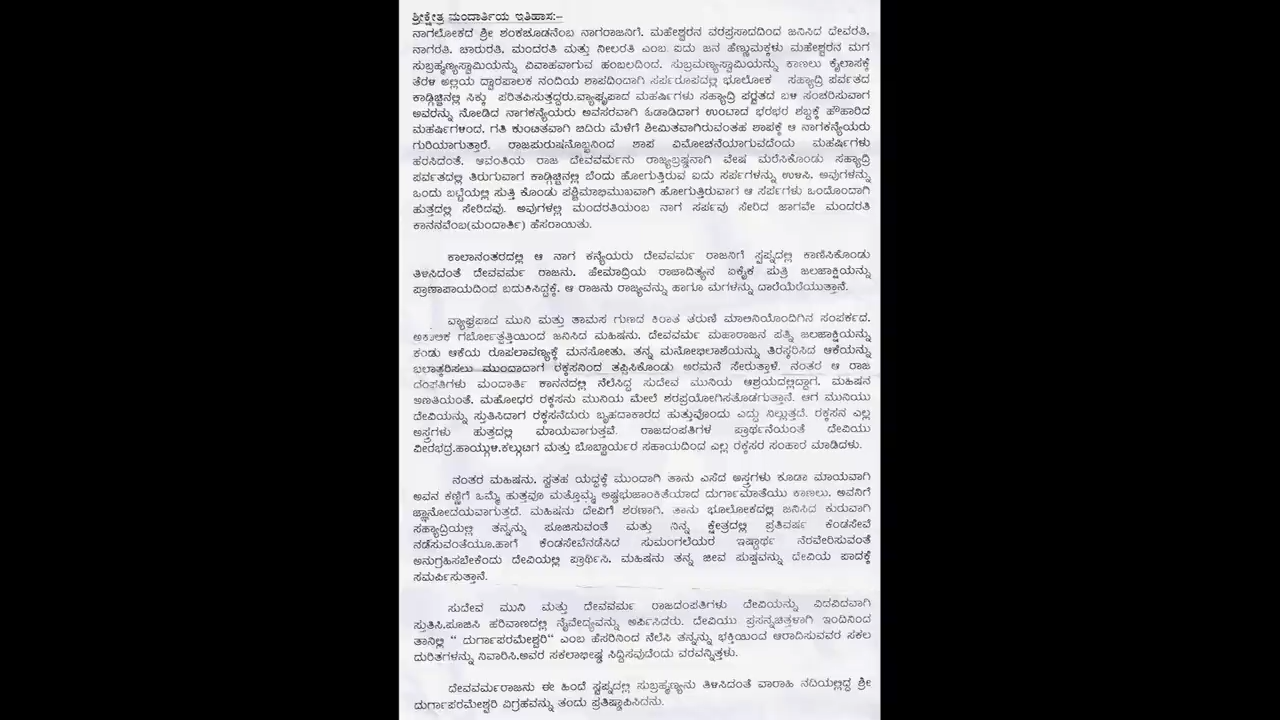 ಶ್ರೀಕ್ಷೇತ್ರ ಮಂದಾರ್ತಿಯ ಇತಿಹಾಸ:–
ನಾಗಲೋಕದ ಶ್ರೀ ಶಂಕಚೂಡನೆಂಬ ನಾಗರಾಜನಿಗೆ. ಮಹೇಶ್ವರನ ವರಪ್ರಸಾದದಿಂದ ಜನಿಸಿದ ದೇವರತಿ,
ನಾಗರತಿ. ಚಾರುರತಿ. ಮಂದರತಿ ಮತ್ತು ನೀಲರತಿ ಎಂಬ ಐದು ಜನ ಹೆಣ್ಣುಮಕ್ಕಳು ಮಹೇಶ್ವರನ ಮಗ
ಸುಬ್ರಹ್ಮಣ್ಯಸ್ವಾಮಿಯನ್ನು ವಿವಾಹವಾಗುವ ಹಂಬಲದಿಂದ. ಸುಬ್ರಮಣ್ಯಸ್ವಾಮಿಯನ್ನು ಕಾಣಲು ಕೈಲಾಸಕ್ಕೆ
ತೆರಳಿ ಅಲ್ಲಿಯ ದ್ವಾರಪಾಲಕ ನಂದಿಯ ಶಾಪದಿಂದಾಗಿ ಸರ್ಪರೂಪದಲ್ಲಿ ಭೂಲೋಕ ಸಹ್ಯಾದ್ರಿ ಪರ್ವತದ
ಕಾಡ್ಗಿಚ್ಚಿನಲ್ಲಿ ಸಿಕ್ಕು ಪರಿತಪಿಸುತ್ತಿದ್ದರು.ವ್ಯಾಘ್ರಪಾದ ಮಹರ್ಷಿಗಳು ಸಹ್ಯಾದ್ರಿ ಪರ್ವತದ ಬಳಿ ಸಂಚರಿಸುವಾಗ
ಅವರನ್ನು ನೋಡಿದ ನಾಗಕನ್ಯೆಯರು ಅವಸರವಾಗಿ ಓಡಾಡಿದಾಗ ಉಂಟಾದ ಭರಭರ ಶಬ್ದಕ್ಕೆ ಹೌಹಾರಿದ
ಮಹರ್ಷಿಗಳಿಂದ. ಗತಿ ಕುಂಟಿತವಾಗಿ ಬಿದಿರು ಮೆಳೆಗೆ ಶೀಮಿತವಾಗಿರುವಂತಹ ಶಾಪಕ್ಕೆ ಆ ನಾಗಕನ್ಯೆಯರು
ಗುರಿಯಾಗುತ್ತಾರೆ. ರಾಜಪುರುಷನೊಬ್ಬನಿಂದ ಶಾಪ ವಿಮೋಚನೆಯಾಗುವದೆಂದು ಮಹರ್ಷಿಗಳು
ಹರಸಿದಂತೆ. ಆವಂತಿಯ ರಾಜ ದೇವವರ್ಮನು ರಾಜ್ಯಭ್ರಷ್ಠನಾಗಿ ವೇಷ ಮರೆಸಿಕೊಂಡು ಸಹ್ಯಾದ್ರಿ
ಪರ್ವತದಲ್ಲಿ ತಿರುಗುವಾಗ ಕಾಡ್ಗಿಚ್ಚಿನಲ್ಲಿ ಬೆಂದು ಹೋಗುತ್ತಿರುವ ಐದು ಸರ್ಪಗಳನ್ನು ಉಳಿಸಿ. ಅವುಗಳನ್ನು
ಒಂದು ಬಟ್ಟೆಯಲ್ಲಿ ಸುತ್ತಿ ಕೊಂಡು ಪಶ್ಚಿಮಾಭಿಮುಖವಾಗಿ ಹೋಗುತ್ತಿರುವಾಗ ಆ ಸರ್ಪಗಳು ಒಂದೊಂದಾಗಿ
ಹುತ್ತದಲ್ಲಿ ಸೇರಿದವು. ಅವುಗಳಲ್ಲಿ ಮಂದರತಿಯೆಂಬ ನಾಗ ಸರ್ಪವು ಸೇರಿದ ಜಾಗವೇ ಮಂದರತಿ
ಕಾನನವೆಂಬ(ಮಂದಾರ್ತಿ) ಹೆಸರಾಯಿತು.
ಕಾಲಾನಂತರದಲ್ಲಿ ಆ ನಾಗ ಕನ್ಯೆಯರು ದೇವವರ್ಮ ರಾಜನಿಗೆ ಸ್ವಪ್ನದಲ್ಲಿ ಕಾಣಿಸಿಕೊಂಡು
ತಿಳಿಸಿದಂತೆ ದೇವವರ್ಮ ರಾಜನು. ಹೇಮಾದ್ರಿಯ ರಾಜಾದಿತ್ಯನ ಏಕೈಕ ಪುತ್ರಿ ಜಲಜಾಕ್ಷಿಯನ್ನು
ಪ್ರಾಣಾಪಾಯದಿಂದ ಬದುಕಿಸಿದ್ದಕ್ಕೆ. ಆ ರಾಜನು ರಾಜ್ಯವನ್ನು ಹಾಗೂ ಮಗಳನ್ನು ದಾರೆಯೆರೆಯುತ್ತಾನೆ.
ವ್ಯಾಘ್ರಪಾದ ಮುನಿ ಮತ್ತು ತಾಮಸ ಗುಣದ ಕಿರಾತ ತರುಣಿ ಮಾಲಿನಿಯೊಂದಿಗಿನ ಸಂಪರ್ಕದ.
ಅಕಾಲಿಕ ಗರ್ಬೋತ್ಪತ್ತಿಯಿಂದ ಜನಿಸಿದ ಮಹಿಷನು. ದೇವವರ್ಮ ಮಹಾರಾಜನ ಪತ್ನಿ ಜಲಜಾಕ್ಷಿಯನ್ನು
ಕಂಡು ಆಕೆಯ ರೂಪಲಾವಣ್ಯಕ್ಕೆ ಮನಸೋತು. ತನ್ನ ಮನೋಭಿಲಾಶೆಯನ್ನು ತಿರಸ್ಕರಿಸಿದ ಆಕೆಯನ್ನು
ಬಲಾತ್ಕರಿಸಲು ಮುಂದಾದಾಗ ರಕ್ಕಸನಿಂದ ತಪ್ಪಿಸಿಕೊಂಡು ಅರಮನೆ ಸೇರುತ್ತಾಳೆ. ನಂತರ ಆ ರಾಜ
ದಂಪತಿಗಳು ಮಂದಾರ್ತಿ ಕಾನನದಲ್ಲಿ ನೆಲೆಸಿದ್ದ ಸುದೇವ ಮುನಿಯ ಆಶ್ರಯದಲ್ಲಿದ್ದಾಗ. ಮಹಿಷನ
ಅಣತಿಯಂತೆ. ಮಹೋಧರ ರಕ್ಕಸನು ಮುನಿಯ ಮೇಲೆ ಶರಪ್ರಯೋಗಿಸತೊಡಗುತ್ತಾನೆ. ಆಗ ಮುನಿಯು
ದೇವಿಯನ್ನು ಸ್ತುತಿಸಿದಾಗ ರಕ್ಕಸನೆದುರು ಬೃಹದಾಕಾರದ ಹುತ್ತುವೊಂದು ಎದ್ದು ನಿಲ್ಲುತ್ತದೆ. ರಕ್ಕಸನ ಎಲ್ಲ
ಅಸ್ತ್ರಗಳು ಹುತ್ತದಲ್ಲಿ ಮಾಯವಾಗುತ್ತವೆ. ರಾಜದಂಪತಿಗಳ ಪ್ರಾರ್ಥನೆಯಂತೆ ದೇವಿಯು
ವೀರಭದ್ರ.ಹಾಯ್ಗುಳಿ.ಕಲ್ಲುಟಿಗ ಮತ್ತು ಬೊಬ್ಬಾರ್ಯರ ಸಹಾಯದಿಂದ ಎಲ್ಲ ರಕ್ಕಸರ ಸಂಹಾರ ಮಾಡಿದಳು.
ನಂತರ ಮಹಿಷನು. ಸ್ವತಹ ಯದ್ಧಕ್ಕೆ ಮುಂದಾಗಿ ತಾನು ಎಸೆದ ಅಸ್ತ್ರಗಳು ಕೂಡಾ ಮಾಯವಾಗಿ
ಅವನ ಕಣ್ಣಿಗೆ ಒಮ್ಮೆ ಹುತ್ತವೂ ಮತ್ತೊಮ್ಮೆ ಅಷ್ಟಭುಜಾಂಕಿತೆಯಾದ ದುರ್ಗಾಮಾತೆಯು ಕಾಣಲು. ಅವನಿಗೆ
ಜ್ಞಾನೋದಯವಾಗುತ್ತದೆ. ಮಹಿಷನು ದೇವಿಗೆ ಶರಣಾಗಿ. ತಾನು ಭೂಲೋಕದಲ್ಲಿ ಜನಿಸಿದ ಕುರುವಾಗಿ
ಸಹ್ಯಾದ್ರಿಯಲ್ಲಿ ತನ್ನನ್ನು ಪೂಜಿಸುವಂತೆ ಮತ್ತು ನಿನ್ನ ಕ್ಷೇತ್ರದಲ್ಲಿ ಪ್ರತಿವರ್ಷ ಕೆಂಡಸೇವೆ
ನಡೆಸುವಂತೆಯೂ.ಹಾಗೆ ಕೆಂಡಸೇವೆನಡೆಸಿದ ಸುಮಂಗಲೆಯರ ಇಷ್ಟಾರ್ಥ ನೆರವೇರಿಸುವಂತೆ
ಅನುಗ್ರಹಿಸಬೇಕೆಂದು ದೇವಿಯಲ್ಲಿ ಪ್ರಾರ್ಥಿಸಿ. ಮಹಿಷನು ತನ್ನ ಜೀವ ಪುಷ್ಪವನ್ನು ದೇವಿಯ ಪಾದಕ್ಕೆ
ಸಮರ್ಪಿಸುತ್ತಾನೆ.
ಸುದೇವ ಮುನಿ ಮತ್ತು ದೇವವರ್ಮ ರಾಜದಂಪತಿಗಳು ದೇವಿಯನ್ನು ವಿದವಿದವಾಗಿ
ಸ್ತುತಿಸಿ.ಪೂಜಿಸಿ ಹರಿವಾಣದಲ್ಲಿ ನೈವೇದ್ಯವನ್ನು ಅರ್ಪಿಸಿದರು. ದೇವಿಯು ಪ್ರಸನ್ನಚಿತ್ತಳಾಗಿ ಇಂದಿನಿಂದ
ತಾನಿಲ್ಲಿ “ ದುರ್ಗಾಪರಮೇಶ್ವರಿ“ ಎಂಬ ಹೆಸರಿನಿಂದ ನೆಲೆಸಿ ತನ್ನನ್ನು ಭಕ್ತಿಯಿಂದ ಆರಾದಿಸುವವರ ಸಕಲ
ದುರಿತಗಳನ್ನು ನಿವಾರಿಸಿ.ಅವರ ಸಕಲಾಭೀಷ್ಠ ಸಿದ್ದಿಸವುದೆಂದು ವರವನ್ನಿತ್ತಳು.
ದೇವವರ್ಮರಾಜನು ಈ ಹಿಂದೆ ಸ್ವಪ್ನದಲ್ಲಿ ಸುಬ್ರಹ್ಮಣ್ಯನು ತಿಳಿಸಿದಂತೆ ವಾರಾಹಿ ನದಿಯಲ್ಲಿದ್ದ ಶ್ರೀ
ದುರ್ಗಾಪರಮೇಶ್ವರಿ ವಿಗ್ರಹವನ್ನು ತಂದು ಪ್ರತಿಷ್ಠಾಪಿಸಿದನು.